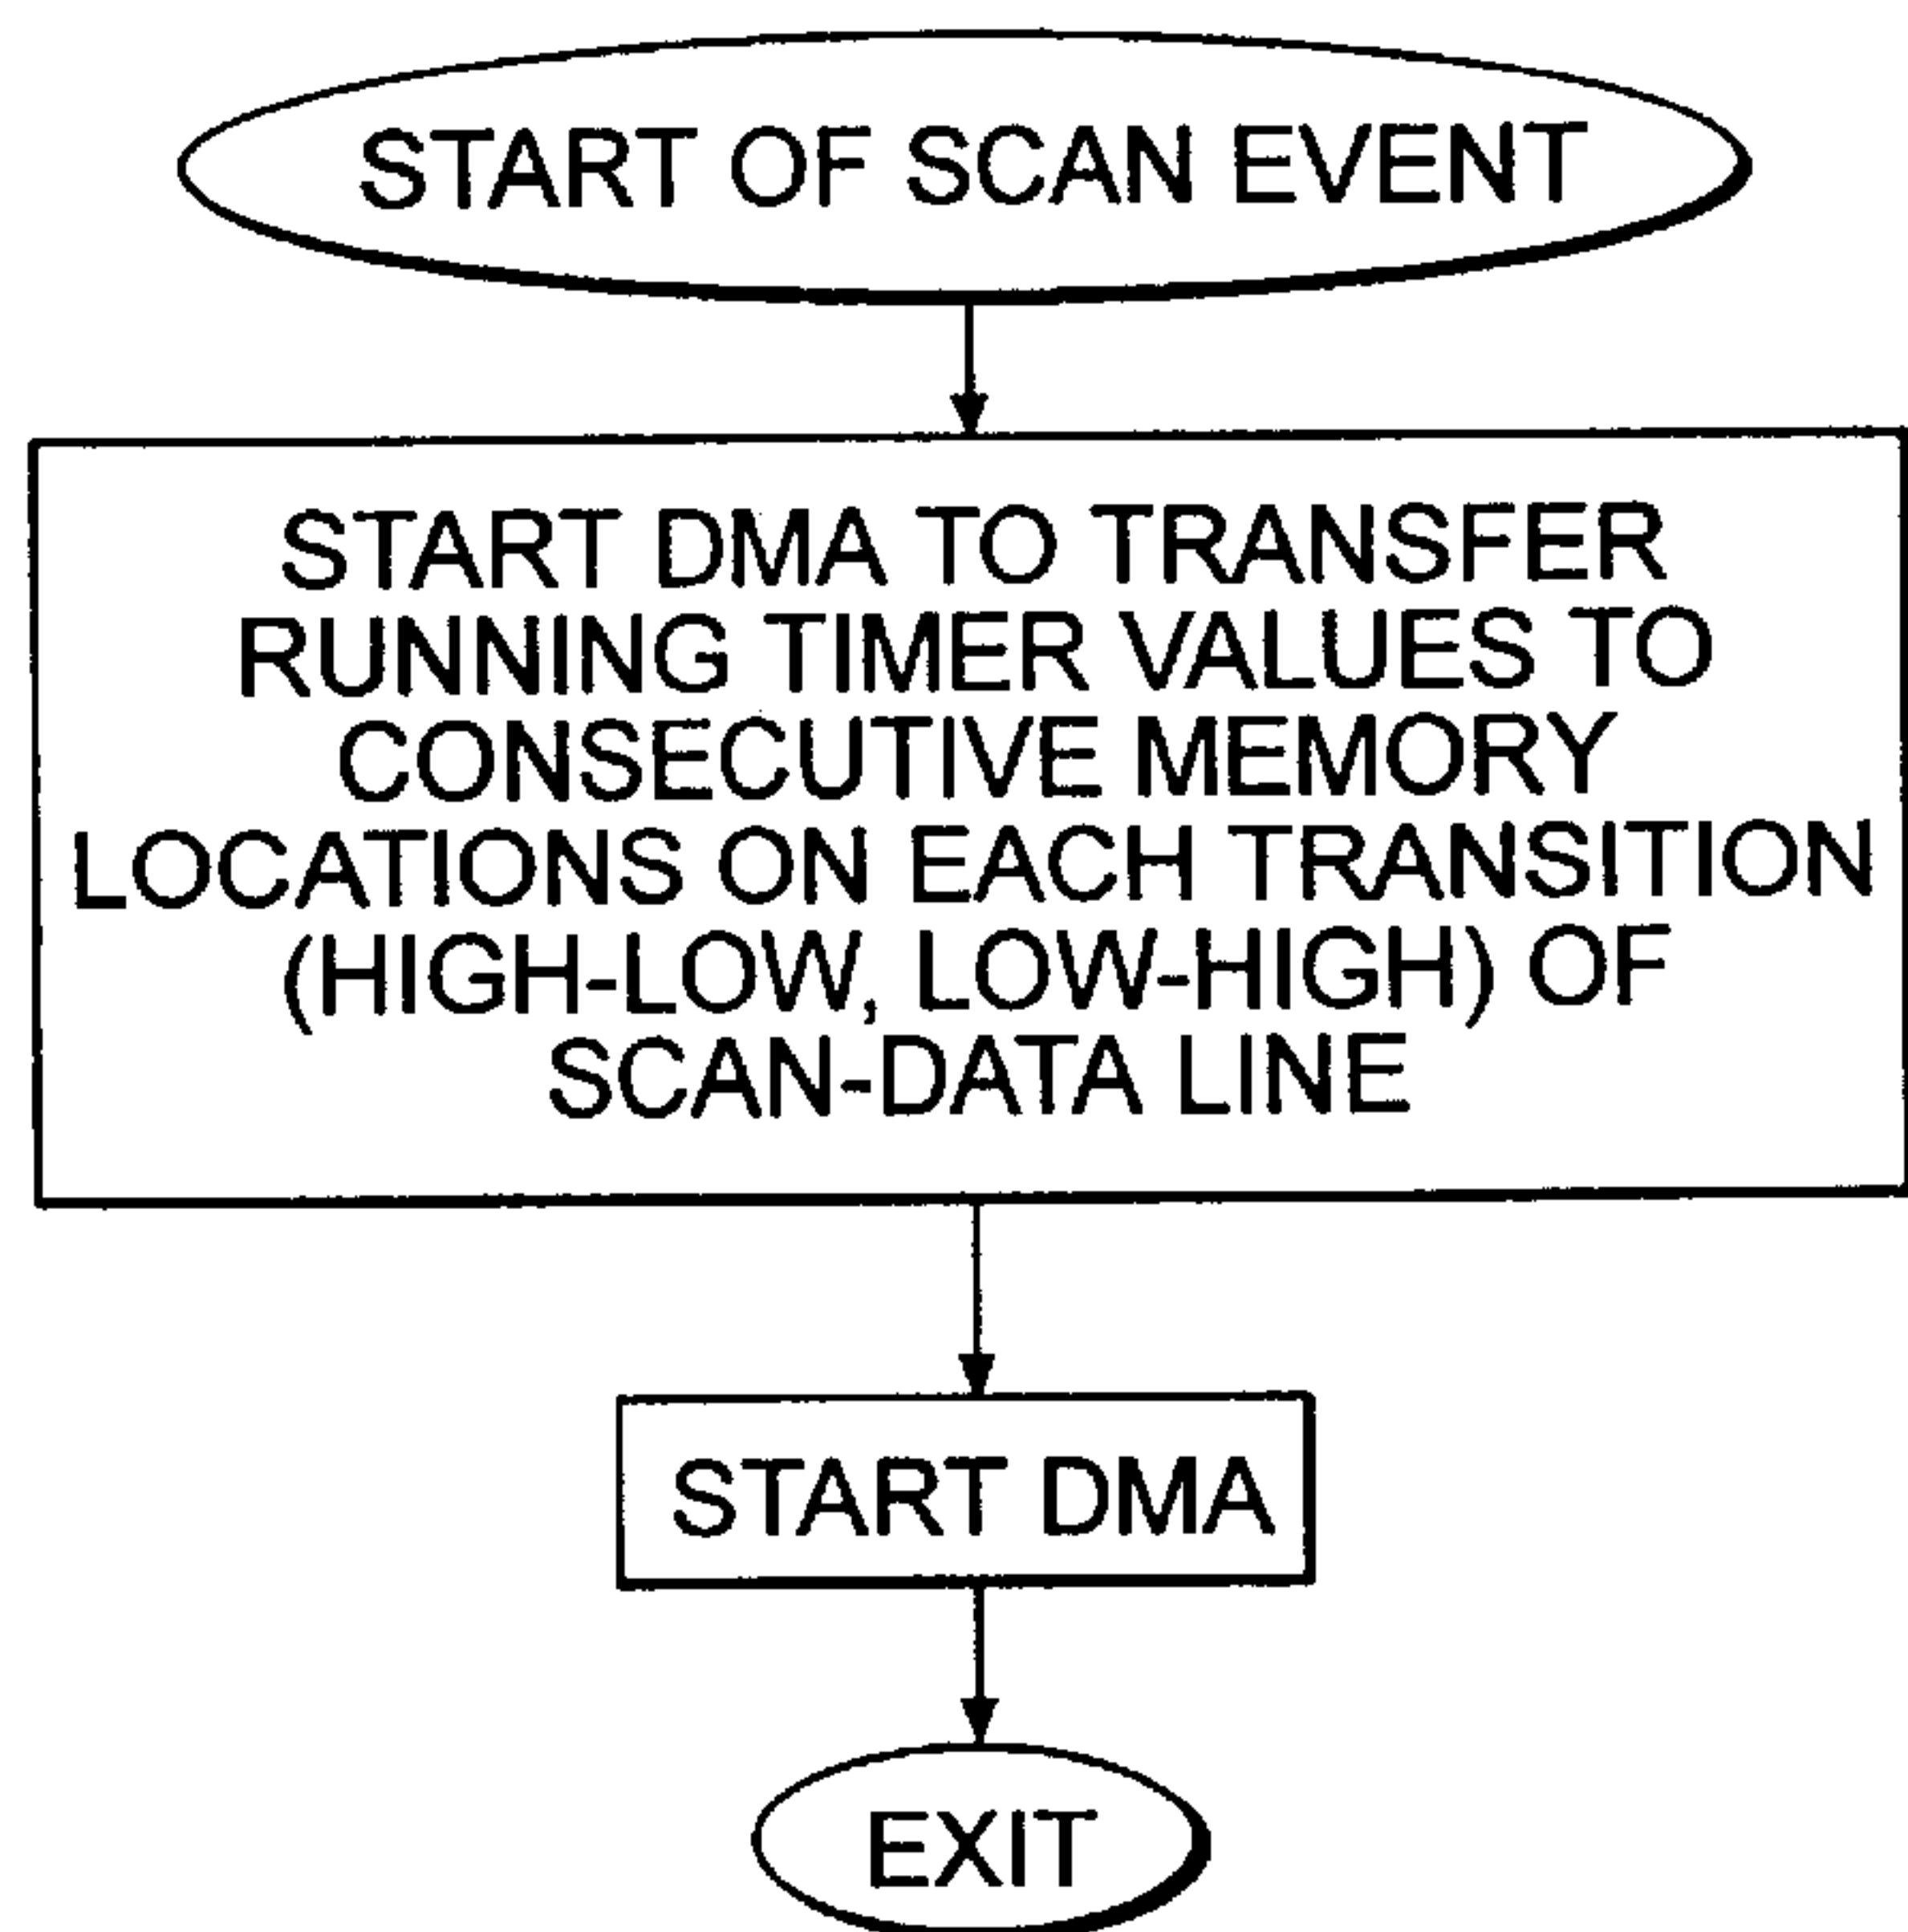 START OF SCAN EVENT
START DMA TO TRANSFER
RUNNING TIMER VALUES TO
CONSECUTIVE MEMORY
LOCATIONS ON EACH TRANSITION
(HIGH-LOW, LOW-HIGH) OF
SCAN-DATA LINE
START DMA
EXIT